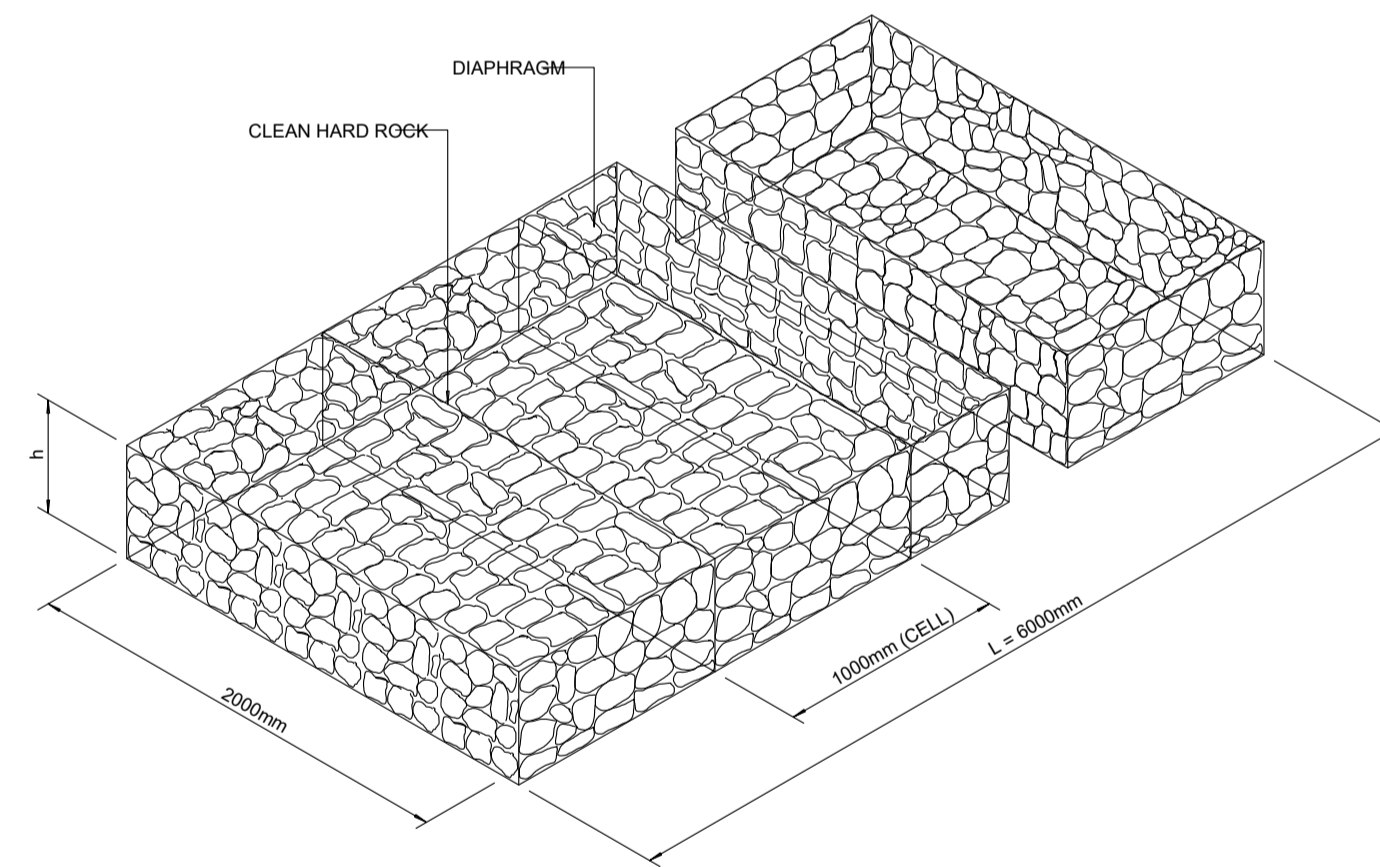 DIAPHRAGM
CLEAN HARD ROCK
h
2000mm
1000mm (CELL)
L = 6000mm